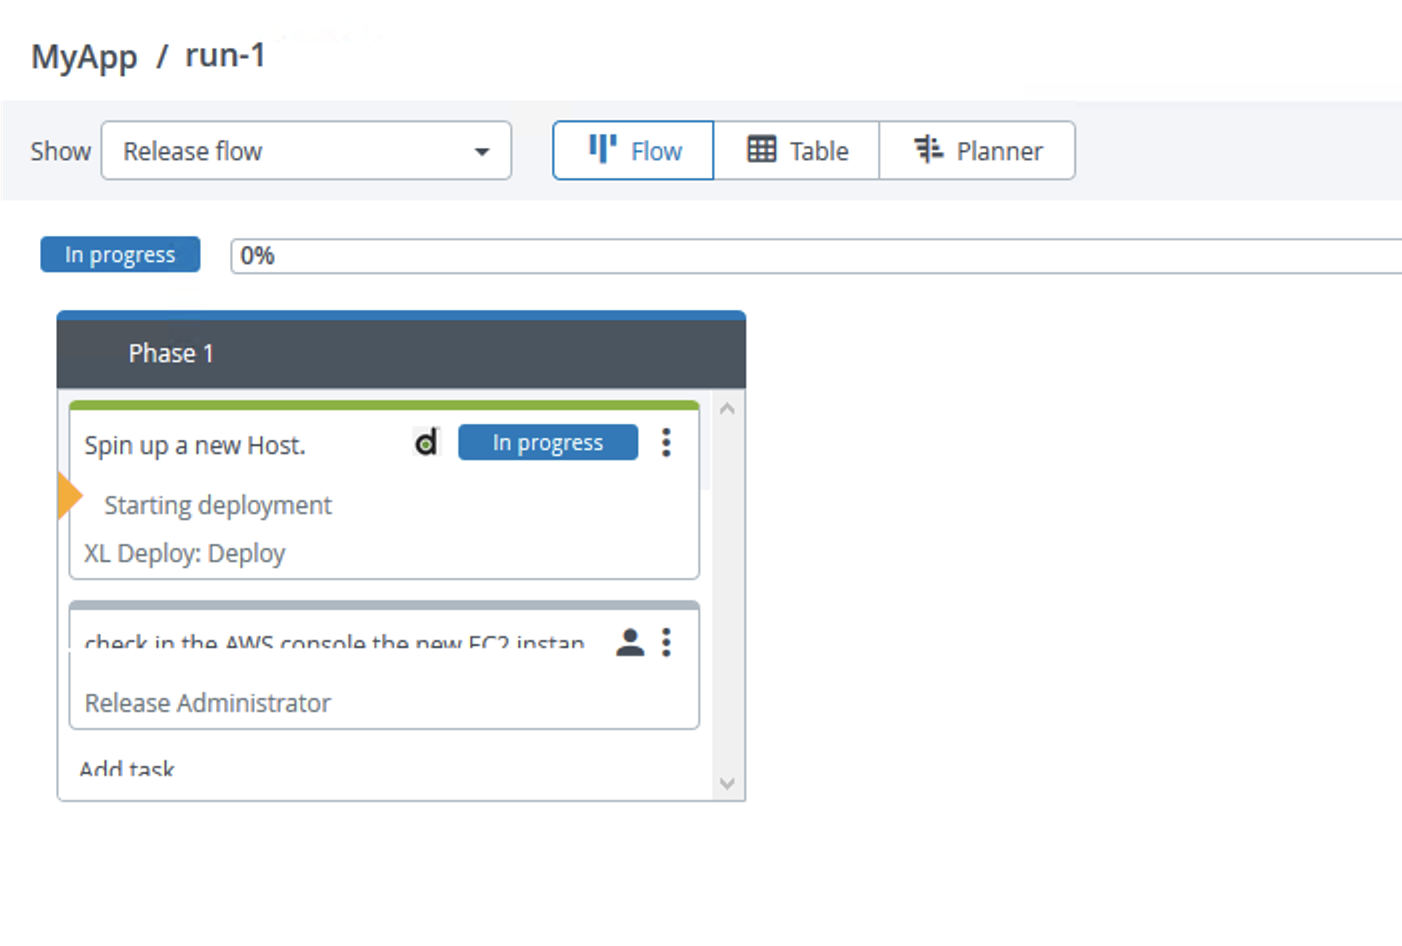 MyApp / run-1
Show Release flow Flow Table Planner
In progress 0%
Phase 1
Spin up a new Host. d In progress
Starting deployment
XL Deploy: Deploy
check in the AWS console the new EC2 instan
Release Administrator
Add task